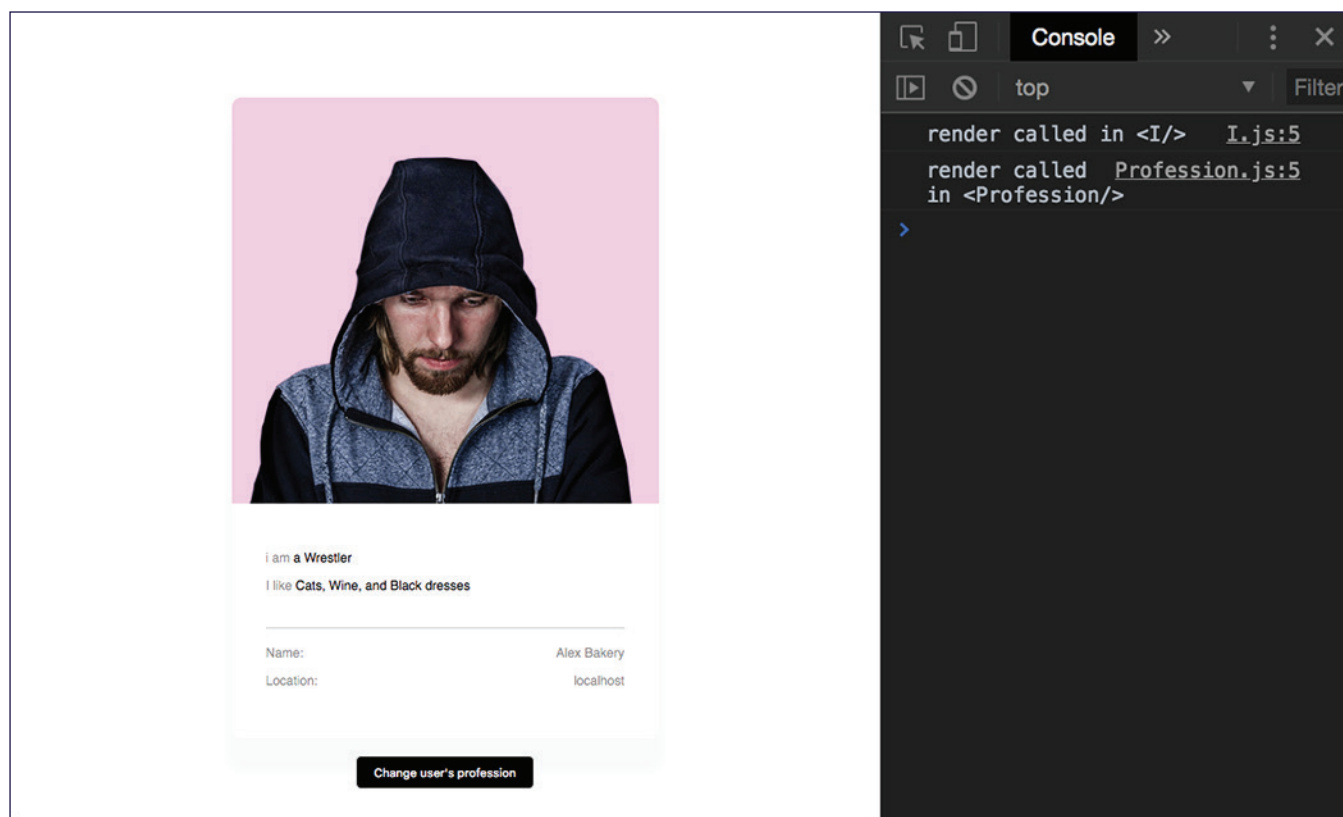 Console
top
Filter
render called in <I/> I.js:5
render called Profession.js:5
in <Profession/>
i am a Wrestler
I like Cats, Wine, and Black dresses
Name: Alex Bakery
Location: localhost
Change user's profession